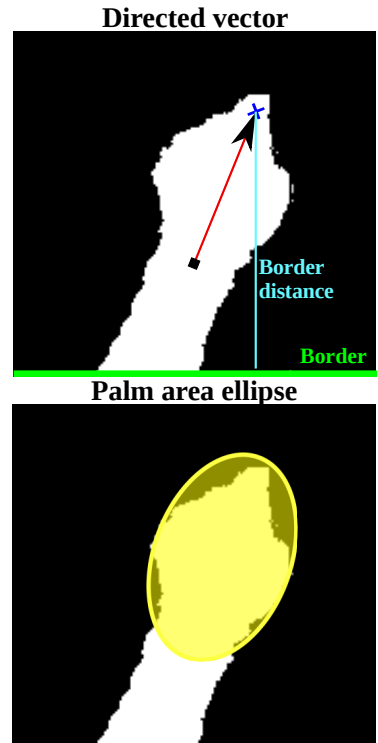 Directed vector
Border
distance
Border
Palm area ellipse